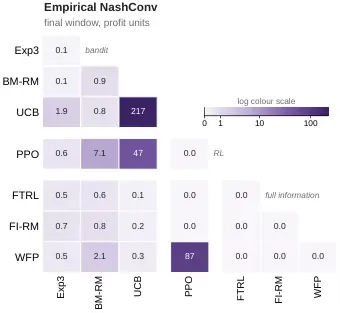 Empirical NashConv
final window, profit units
Exp3 0.1 bandit
BM-RM 0.1 0.9
UCB 1.9 0.8 217
log colour scale
0 1 10 100
PPO 0.6 7.1 47 0.0 RL
FTRL 0.5 0.6 0.1 0.0 0.0 full information
FI-RM 0.7 0.8 0.2 0.0 0.0 0.0
WFP 0.5 2.1 0.3 87 0.0 0.0 0.0
Exp3 BM-RM UCB PPO FTRL FI-RM WFP